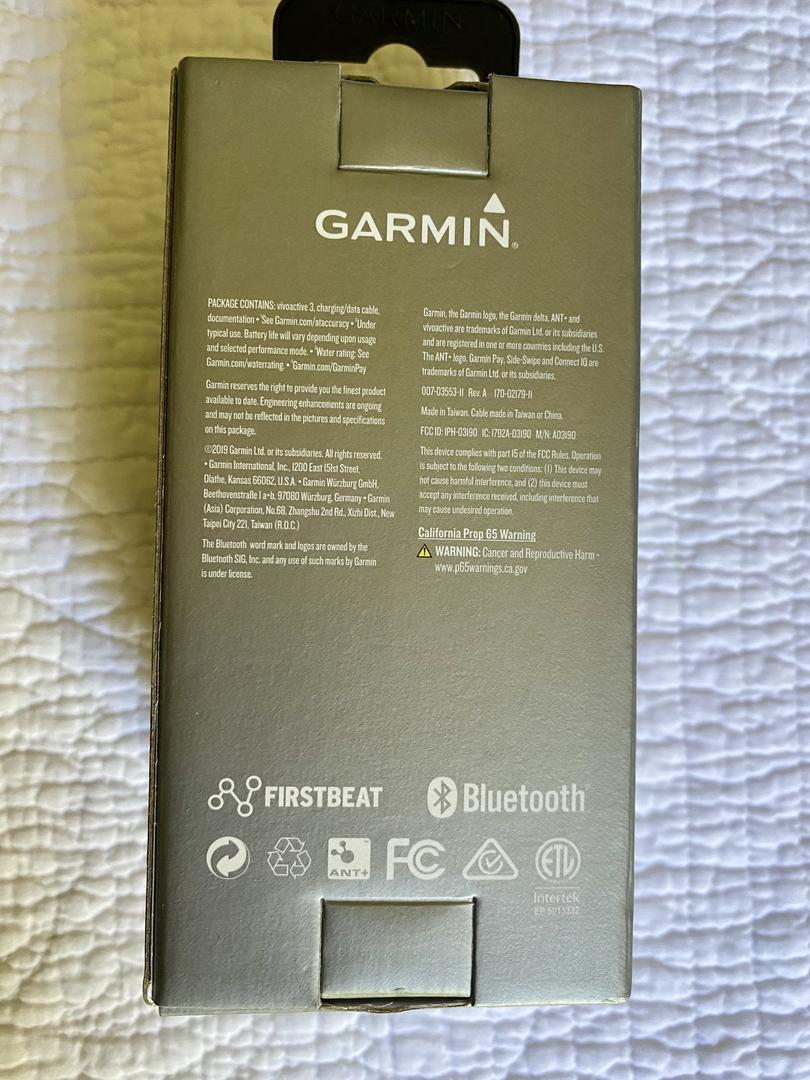 GARMIN
GARMIN
PACKAGE CONTAINS: vivoactive 3, charging/data cable,
documentation • See Garmin.com/ataccuracy • Under
typical use. Battery life will vary depending upon usage
and selected performance mode. • Water rating: See
Garmin.com/waterrating. • Garmin.com/GarminPay
Garmin reserves the right to provide you the finest product
available to date. Engineering enhancements are ongoing
and may not be reflected in the pictures and specifications
on this package.
©2019 Garmin Ltd. or its subsidiaries. All rights reserved.
• Garmin International, Inc., 1200 East 151st Street,
Olathe, Kansas 66062, U.S.A. • Garmin Würzburg GmbH,
Beethovenstraße 1 a+b, 97080 Würzburg, Germany • Garmin
(Asia) Corporation, No.68, Zhangshu 2nd Rd., Xizhi Dist., New
Taipei City 221, Taiwan (R.O.C.)
The Bluetooth word mark and logos are owned by the
Bluetooth SIG, Inc. and any use of such marks by Garmin
is under license.
Garmin, the Garmin logo, the Garmin delta, ANT+ and
vivoactive are trademarks of Garmin Ltd. or its subsidiaries
and are registered in one or more countries including the U.S.
The ANT+ logo, Garmin Pay, Side-Swipe and Connect IQ are
trademarks of Garmin Ltd. or its subsidiaries.
007-03553-11 Rev. A 170-02179-11
Made in Taiwan. Cable made in Taiwan or China.
FCC ID: IPH-03190 IC: 1792A-03190 M/N: A03190
This device complies with part 15 of the FCC Rules. Operation
is subject to the following two conditions: (1) This device may
not cause harmful interference, and (2) this device must
accept any interference received, including interference that
may cause undesired operation.
California Prop 65 Warning
WARNING: Cancer and Reproductive Harm -
www.p65warnings.ca.gov
FIRSTBEAT
Bluetooth
ANT+
FC
ETL
Intertek
EP 5013332